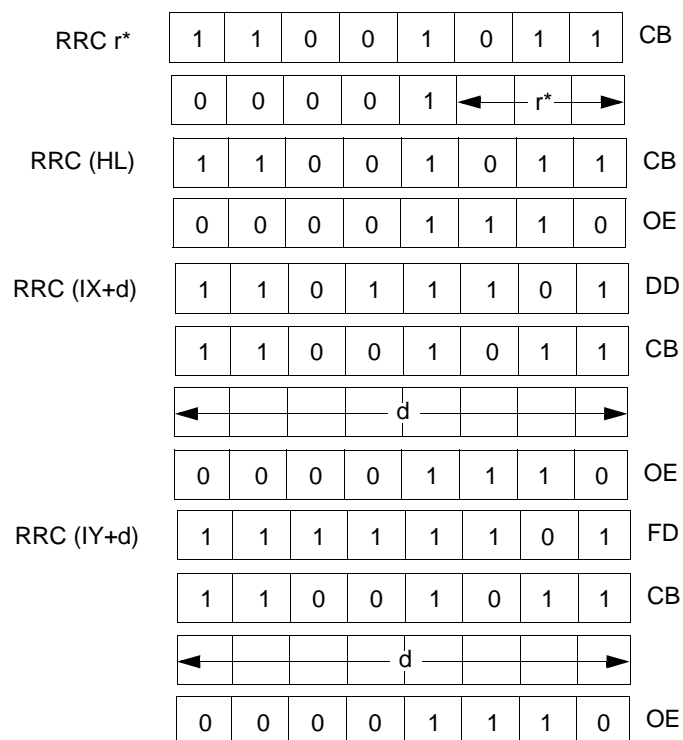 RRC r* 1 1 0 0 1 0 1 1 CB
0 0 0 0 1 r*
RRC (HL) 1 1 0 0 1 0 1 1 CB
0 0 0 0 1 1 1 0 OE
RRC (IX+d) 1 1 0 1 1 1 0 1 DD
1 1 0 0 1 0 1 1 CB
d
0 0 0 0 1 1 1 0 OE
RRC (IY+d) 1 1 1 1 1 1 0 1 FD
1 1 0 0 1 0 1 1 CB
d
0 0 0 0 1 1 1 0 OE